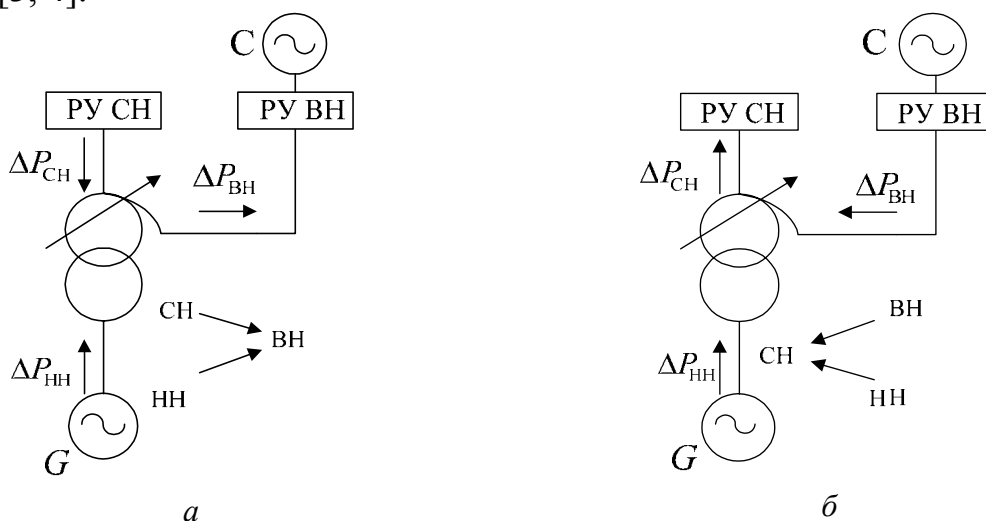 [3, 4].
С
С
РУ СН
РУ ВН
РУ СН
РУ ВН
ΔP_СН
ΔP_ВН
ΔP_СН
ΔP_ВН
СН
ВН
НН
ΔP_НН
G
ВН
СН
НН
ΔP_НН
G
а
б